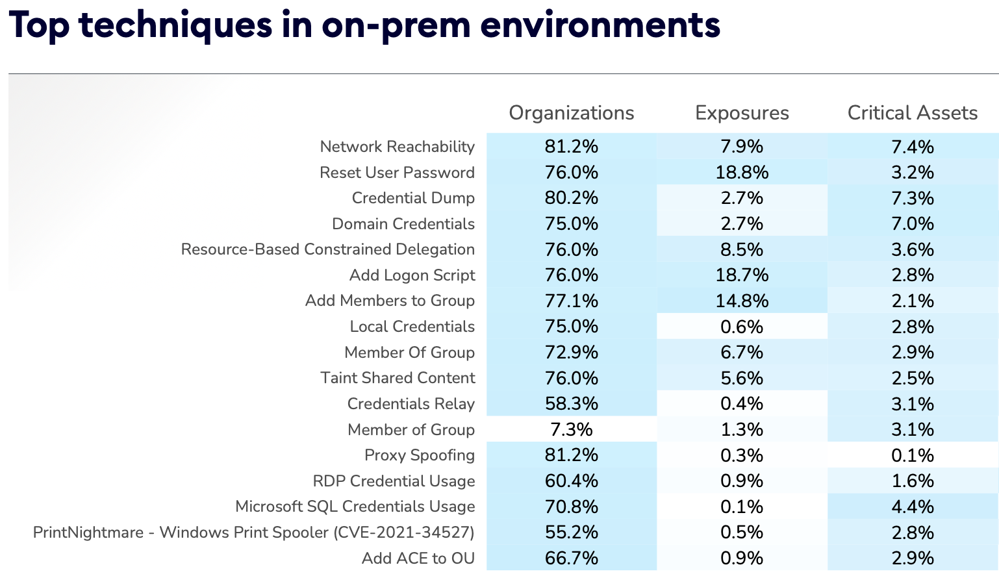 Top techniques in on-prem environments
Organizations Exposures Critical Assets
Network Reachability 81.2% 7.9% 7.4%
Reset User Password 76.0% 18.8% 3.2%
Credential Dump 80.2% 2.7% 7.3%
Domain Credentials 75.0% 2.7% 7.0%
Resource-Based Constrained Delegation 76.0% 8.5% 3.6%
Add Logon Script 76.0% 18.7% 2.8%
Add Members to Group 77.1% 14.8% 2.1%
Local Credentials 75.0% 0.6% 2.8%
Member Of Group 72.9% 6.7% 2.9%
Taint Shared Content 76.0% 5.6% 2.5%
Credentials Relay 58.3% 0.4% 3.1%
Member of Group 7.3% 1.3% 3.1%
Proxy Spoofing 81.2% 0.3% 0.1%
RDP Credential Usage 60.4% 0.9% 1.6%
Microsoft SQL Credentials Usage 70.8% 0.1% 4.4%
PrintNightmare - Windows Print Spooler (CVE-2021-34527) 55.2% 0.5% 2.8%
Add ACE to OU 66.7% 0.9% 2.9%